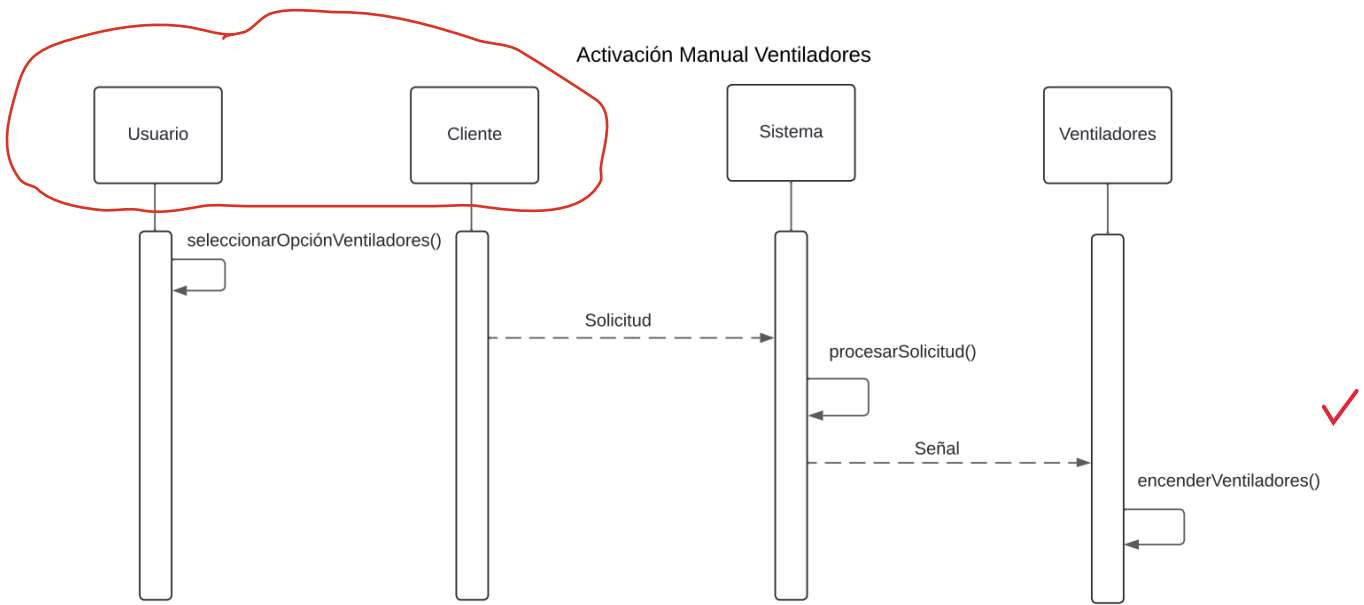 Activación Manual Ventiladores
Usuario
Cliente
Sistema
Ventiladores
seleccionarOpciónVentiladores()
Solicitud
procesarSolicitud()
Señal
encenderVentiladores()